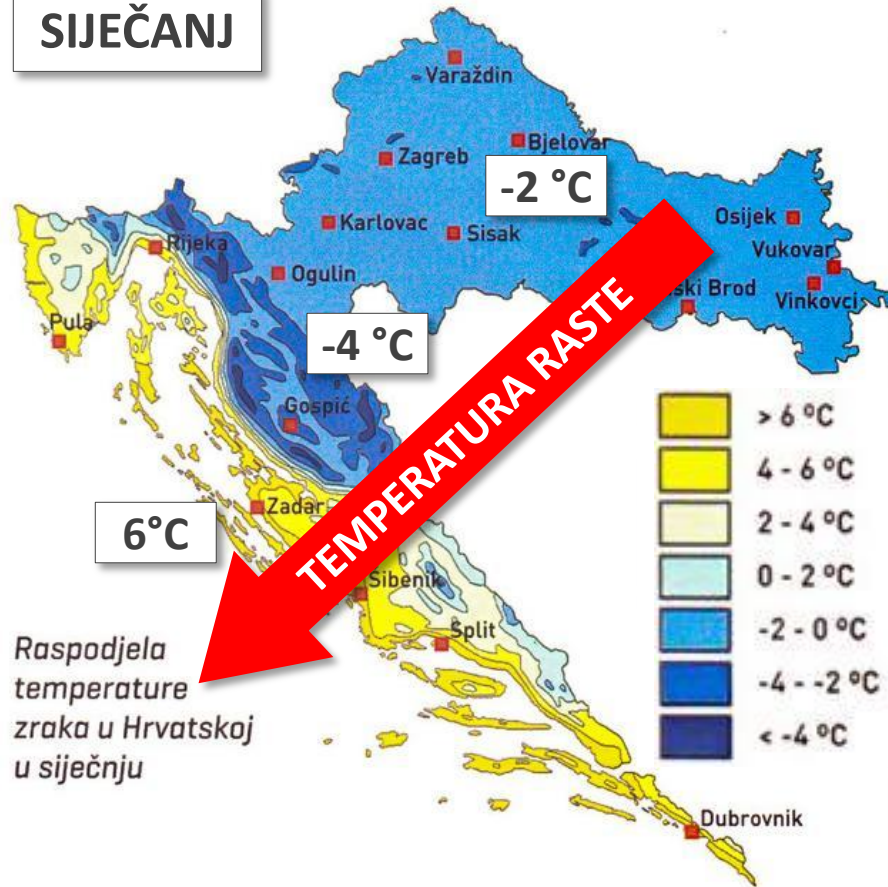 SIJEČANJ
Varaždin
Bjelovar
Zagreb
-2 °C
Karlovac
Sisak
Osijek
Rijeka
Vukovar
Ogulin
ski Brod
Vinkovci
Pula
-4 °C
Gospić
TEMPERATURA RASTE
Zadar
6°C
Šibenik
Split
Dubrovnik
> 6 °C
4 - 6 °C
2 - 4 °C
0 - 2 °C
-2 - 0 °C
-4 - -2 °C
< -4 °C
Raspodjela
temperature
zraka u Hrvatskoj
u siječnju